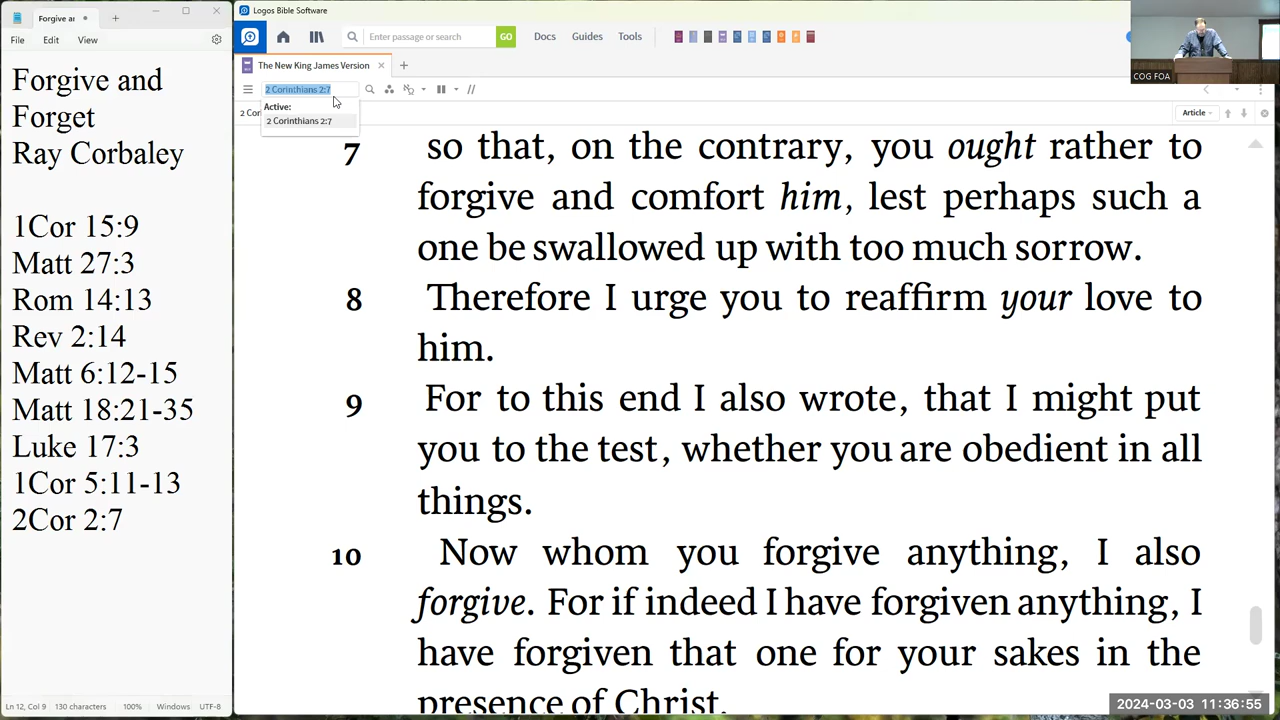 Forgive ar
File
Edit
View
Forgive and
Forget
Ray Corbaley
1Cor 15:9
Matt 27:3
Rom 14:13
Rev 2:14
Matt 6:12-15
Matt 18:21-35
Luke 17:3
1Cor 5:11-13
2Cor 2:7
Ln 12, Col 9
130 characters
100%
Windows
UTF-8
Logos Bible Software
Enter passage or search
GO
Docs
Guides
Tools
The New King James Version
2 Corinthians 2:7
2 Cor
Active:
2 Corinthians 2:7
Article
COG FOA
7 so that, on the contrary, you ought rather to
forgive and comfort him, lest perhaps such a
one be swallowed up with too much sorrow.
8 Therefore I urge you to reaffirm your love to
him.
9 For to this end I also wrote, that I might put
you to the test, whether you are obedient in all
things.
10 Now whom you forgive anything, I also
forgive. For if indeed I have forgiven anything, I
have forgiven that one for your sakes in the
presence of Christ.
2024-03-03 11:36:55